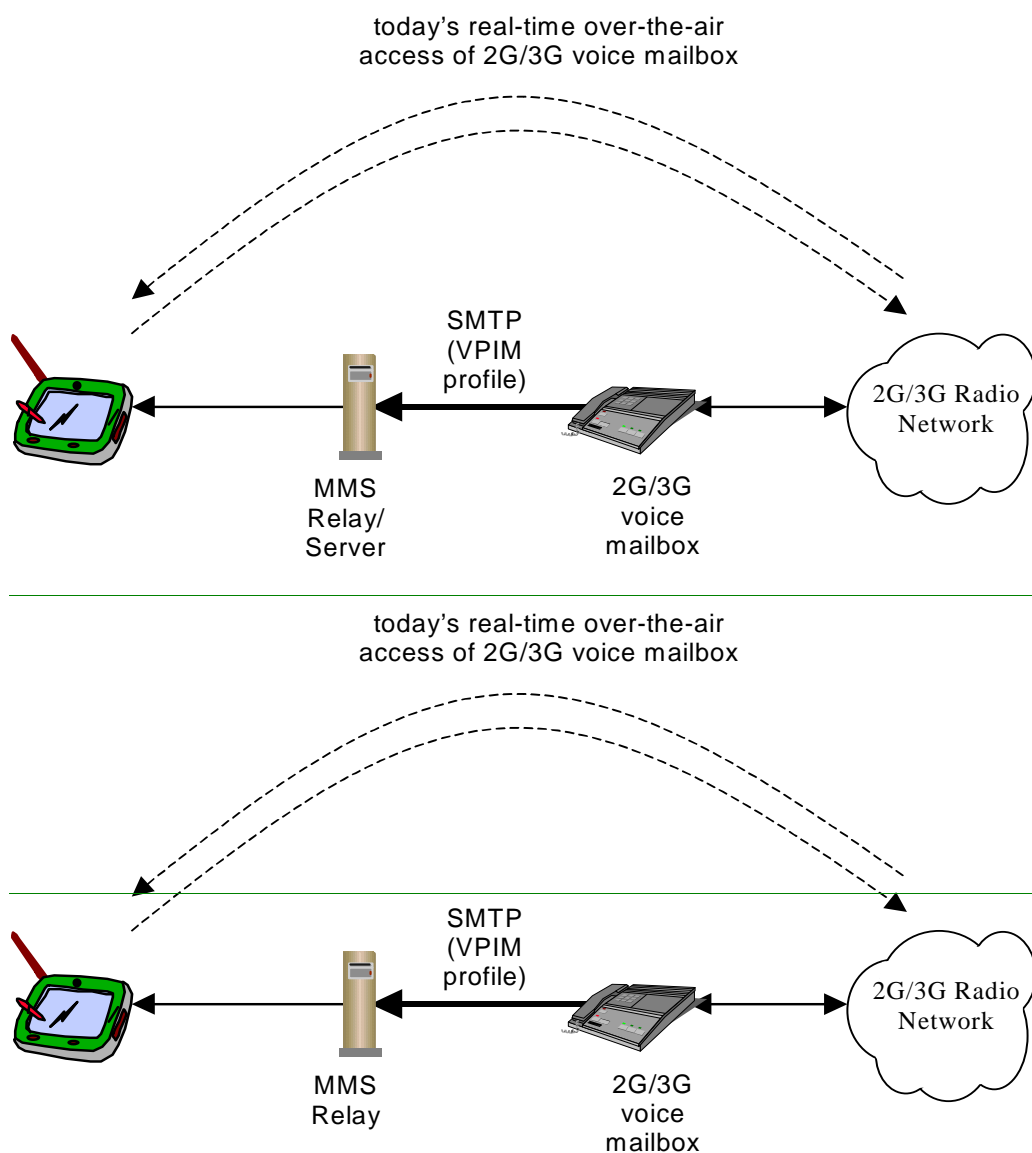 today's real-time over-the-air
access of 2G/3G voice mailbox
SMTP
(VPIM
profile)
2G/3G Radio
Network
MMS
Relay/
Server
2G/3G
voice
mailbox
today's real-time over-the-air
access of 2G/3G voice mailbox
SMTP
(VPIM
profile)
2G/3G Radio
Network
MMS
Relay
2G/3G
voice
mailbox